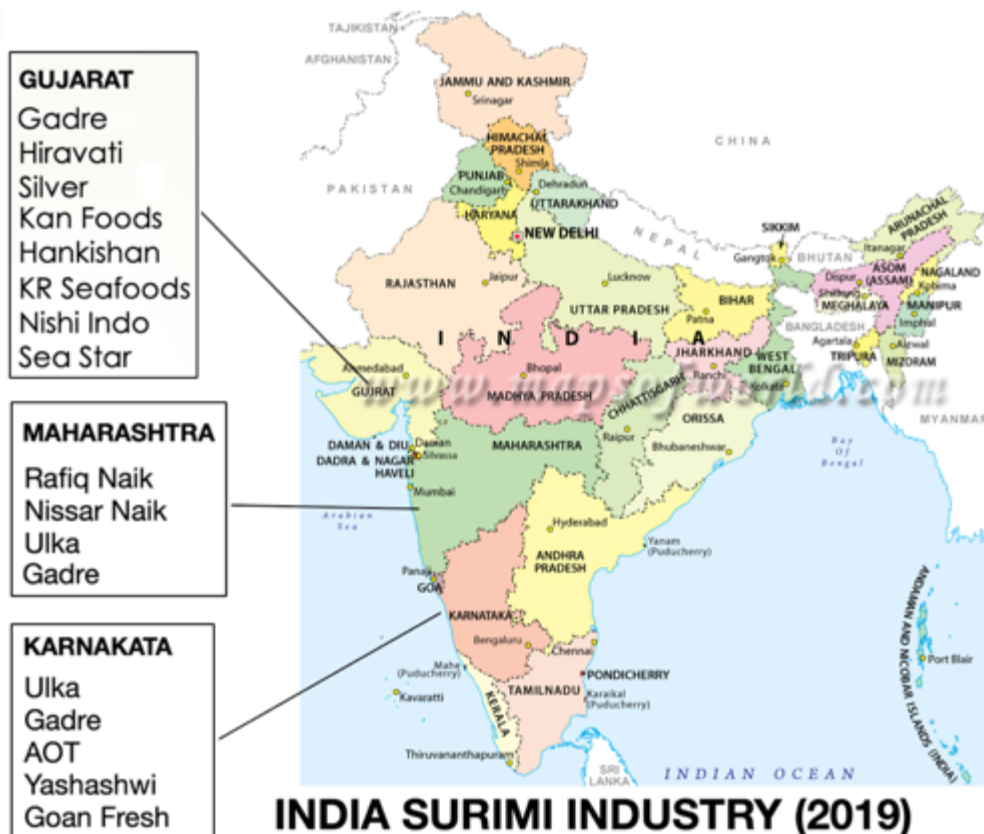 GUJARAT
Gadre
Hiravati
Silver
Kan Foods
Hankishan
KR Seafoods
Nishi Indo
Sea Star
MAHARASHTRA
Rafiq Naik
Nissar Naik
Ulka
Gadre
KARNAKATA
Ulka
Gadre
AOT
Yashashwi
Goan Fresh
TAJIKISTAN
AFGHANISTAN
JAMMU AND KASHMIR
Srinagar
CHINA
HIMACHAL
PRADESH
Shimla
PUNJAB
Chandigarh
PAKISTAN
Dehradun
UTTARAKHAND
HARYANA
NEW DELHI
NEPAL
SIKKIM
Gangtok
BHUTAN
ARUNACHAL
PRADESH
Itanagar
ASOM
(ASSAM)
Dispur
NAGALAND
Kohima
Shillong
MEGHALAYA
MANIPUR
Imphal
BANGLADESH
Agartala
Aizwal
TRIPURA
MIZORAM
RAJASTHAN
Jaipur
Lucknow
UTTAR PRADESH
BIHAR
Patna
INDIA
JHARKHAND
Ranchi
WEST
BENGAL
Kolkata
Ahmedabad
GUJRAT
Bhopal
MADHYA PRADESH
CHHATTISGARH
Raipur
ORISSA
Bhubaneshwar
www.mapsofworld.com
MYANMAR
Bay
Of
Bengal
DAMAN & DIU
Daman
DADRA & NAGAR
HAVELI
Silvassa
MAHARASHTRA
Mumbai
Arabian
Sea
Hyderabad
ANDHRA
PRADESH
Yanam
(Puducherry)
Panaji
GOA
KARNATAKA
Bengaluru
Chennai
Mahe
(Puducherry)
PONDICHERRY
Kavaratti
KERALA
TAMILNADU
Karaikal
(Puducherry)
Thiruvananthapuram
SRI
LANKA
INDIAN OCEAN
ANDAMAN AND NICOBAR ISLANDS (INDIA)
Port Blair
INDIA SURIMI INDUSTRY (2019)